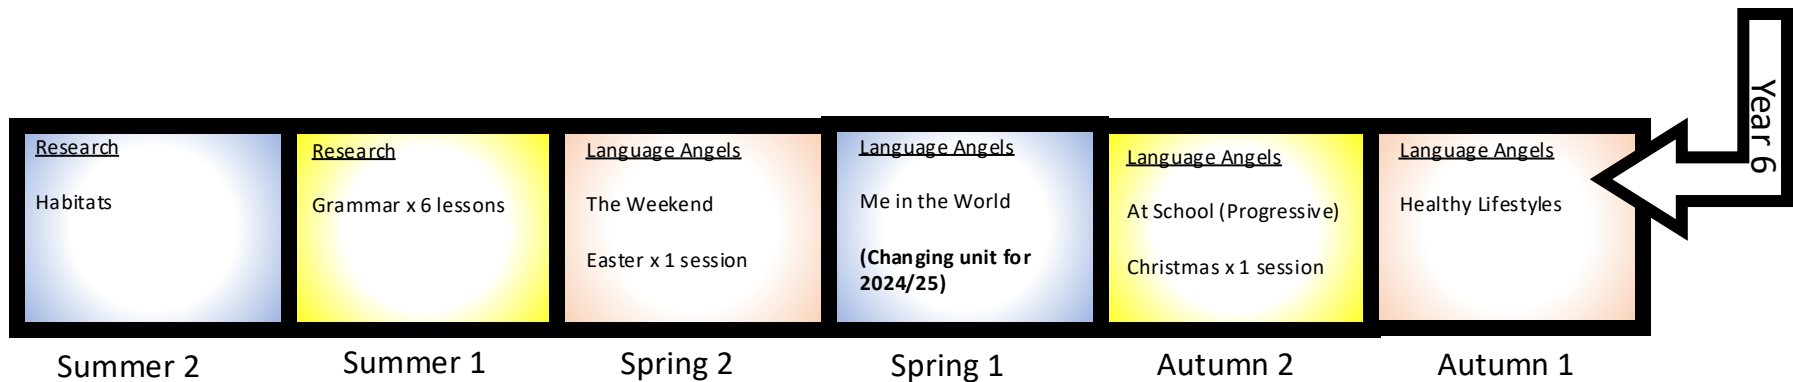 Year 6
Research
Habitats
Research
Grammar x 6 lessons
Language Angels
The Weekend
Easter x 1 session
Language Angels
Me in the World
(Changing unit for
2024/25)
Language Angels
At School (Progressive)
Christmas x 1 session
Language Angels
Healthy Lifestyles
Summer 2
Summer 1
Spring 2
Spring 1
Autumn 2
Autumn 1